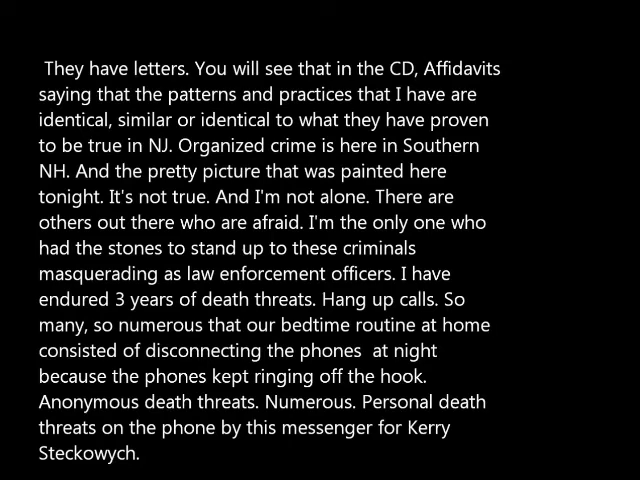 They have letters. You will see that in the CD, Affidavits
saying that the patterns and practices that I have are
identical, similar or identical to what they have proven
to be true in NJ. Organized crime is here in Southern
NH. And the pretty picture that was painted here
tonight. It's not true. And I'm not alone. There are
others out there who are afraid. I'm the only one who
had the stones to stand up to these criminals
masquerading as law enforcement officers. I have
endured 3 years of death threats. Hang up calls. So
many, so numerous that our bedtime routine at home
consisted of disconnecting the phones  at night
because the phones kept ringing off the hook.
Anonymous death threats. Numerous. Personal death
threats on the phone by this messenger for Kerry
Steckowych.